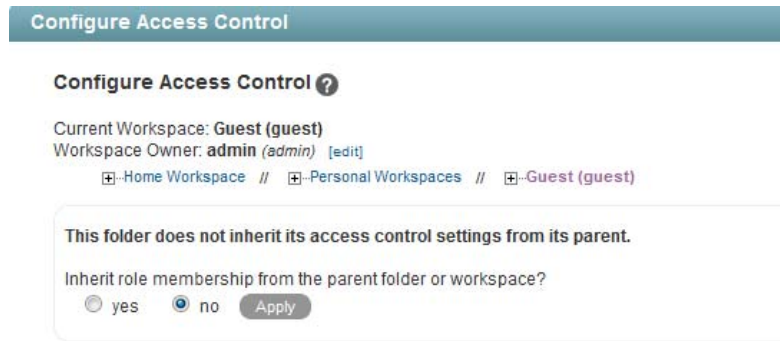 Configure Access Control
Configure Access Control ?
Current Workspace: Guest (guest)
Workspace Owner: admin (admin) [edit]
Home Workspace // Personal Workspaces // Guest (guest)
This folder does not inherit its access control settings from its parent.
Inherit role membership from the parent folder or workspace?
yes no Apply